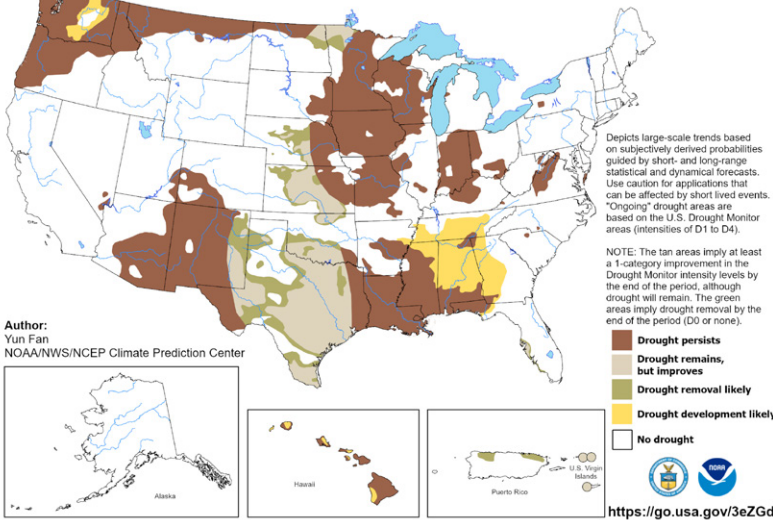 Depicts large-scale trends based
on subjectively derived probabilities
guided by short- and long-range
statistical and dynamical forecasts.
Use caution for applications that
can be affected by short lived events.
"Ongoing" drought areas are
based on the U.S. Drought Monitor
areas (intensities of D1 to D4).
NOTE: The tan areas imply at least
a 1-category improvement in the
Drought Monitor intensity levels by
the end of the period, although
drought will remain. The green
areas imply drought removal by the
end of the period (D0 or none).
Author:
Yun Fan
NOAA/NWS/NCEP Climate Prediction Center
Drought persists
Drought remains,
but improves
Drought removal likely
Drought development likely
No drought
Alaska
Hawaii
Puerto Rico
U.S. Virgin
Islands
NOAA
https://go.usa.gov/3eZGd